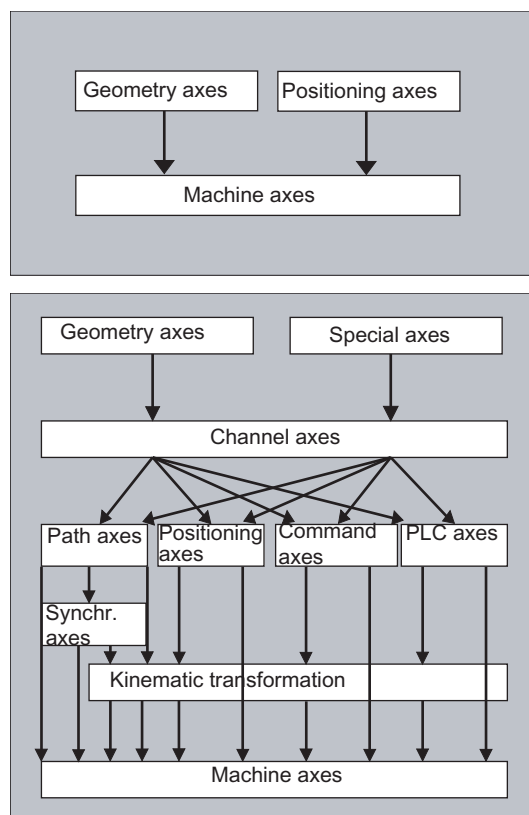 Geometry axes
Positioning axes
Machine axes
Geometry axes
Special axes
Channel axes
Path axes
Positioning
axes
Command
axes
PLC axes
Synchr.
axes
Kinematic transformation
Machine axes